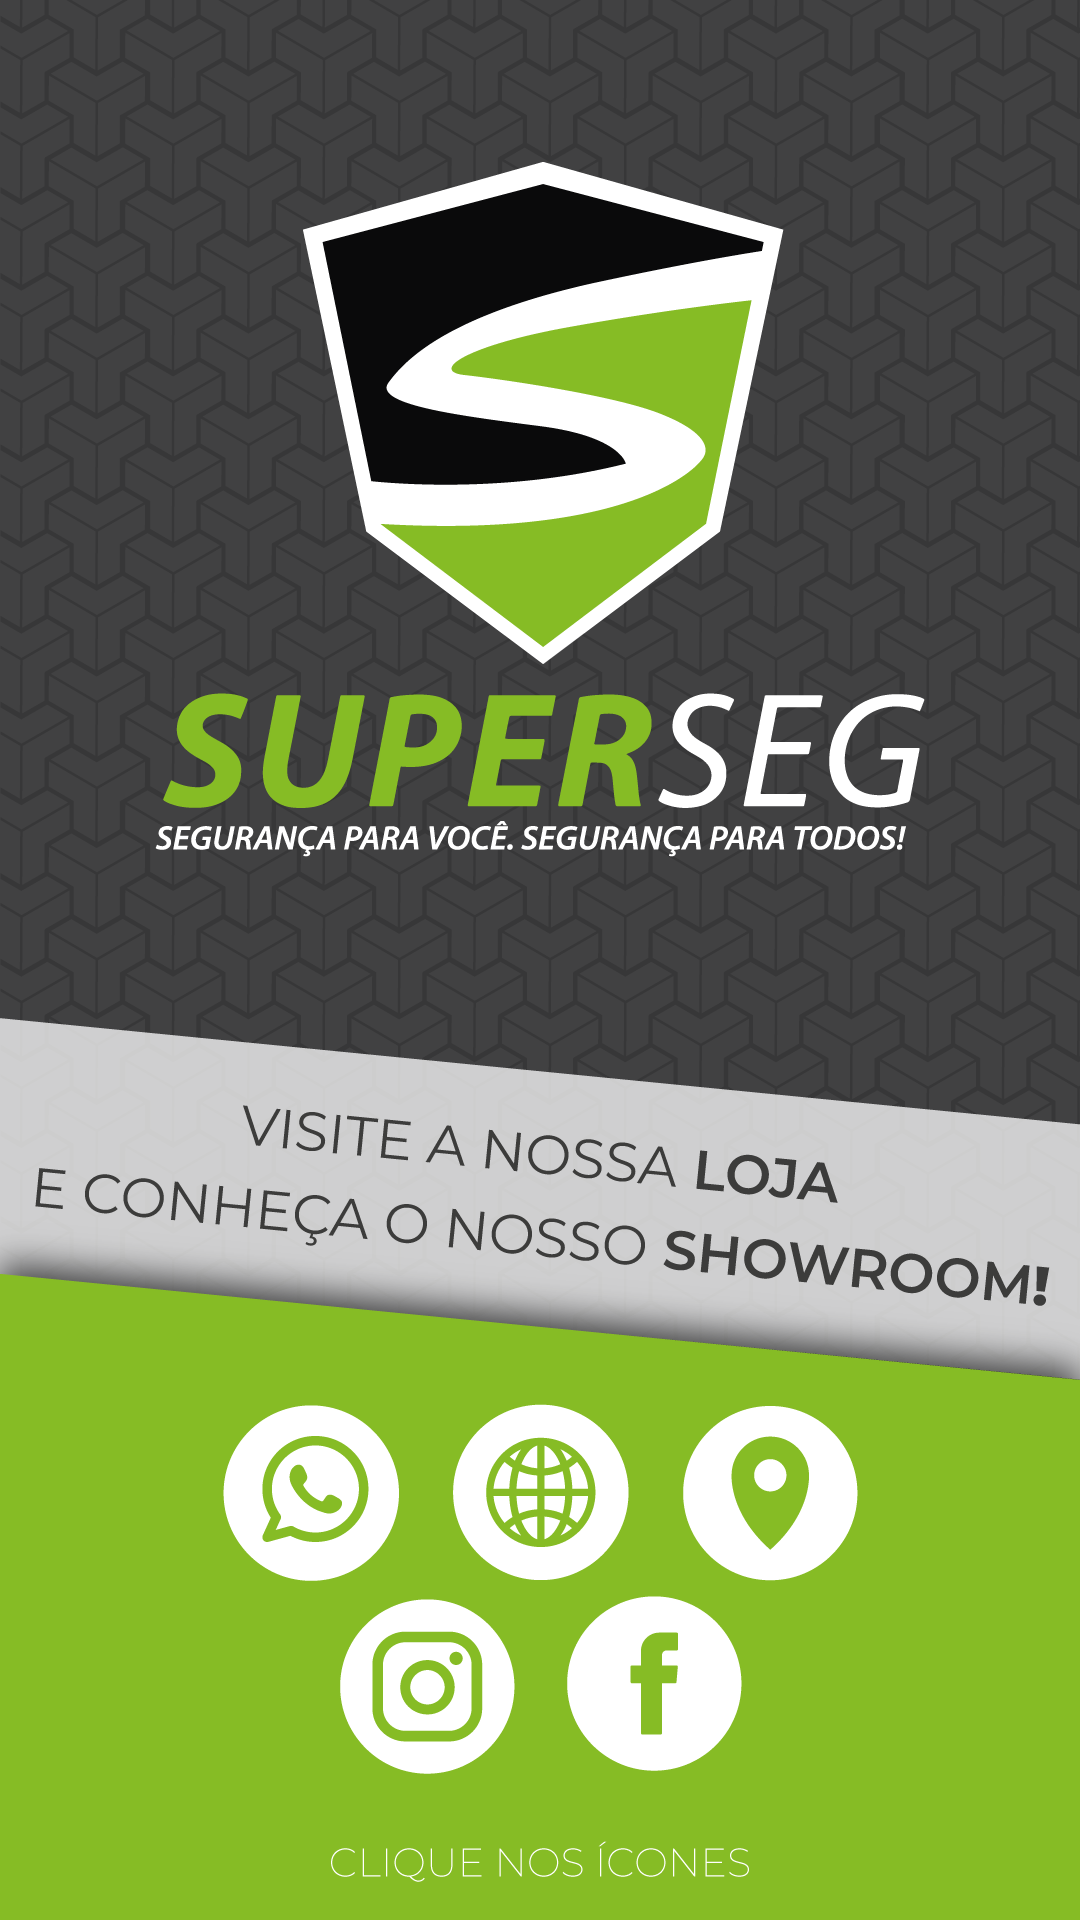 SUPERSEG
SEGURANÇA PARA VOCÊ. SEGURANÇA PARA TODOS!
VISITE A NOSSA LOJA
E CONHEÇA O NOSSO SHOWROOM!
CLIQUE NOS ÍCONES